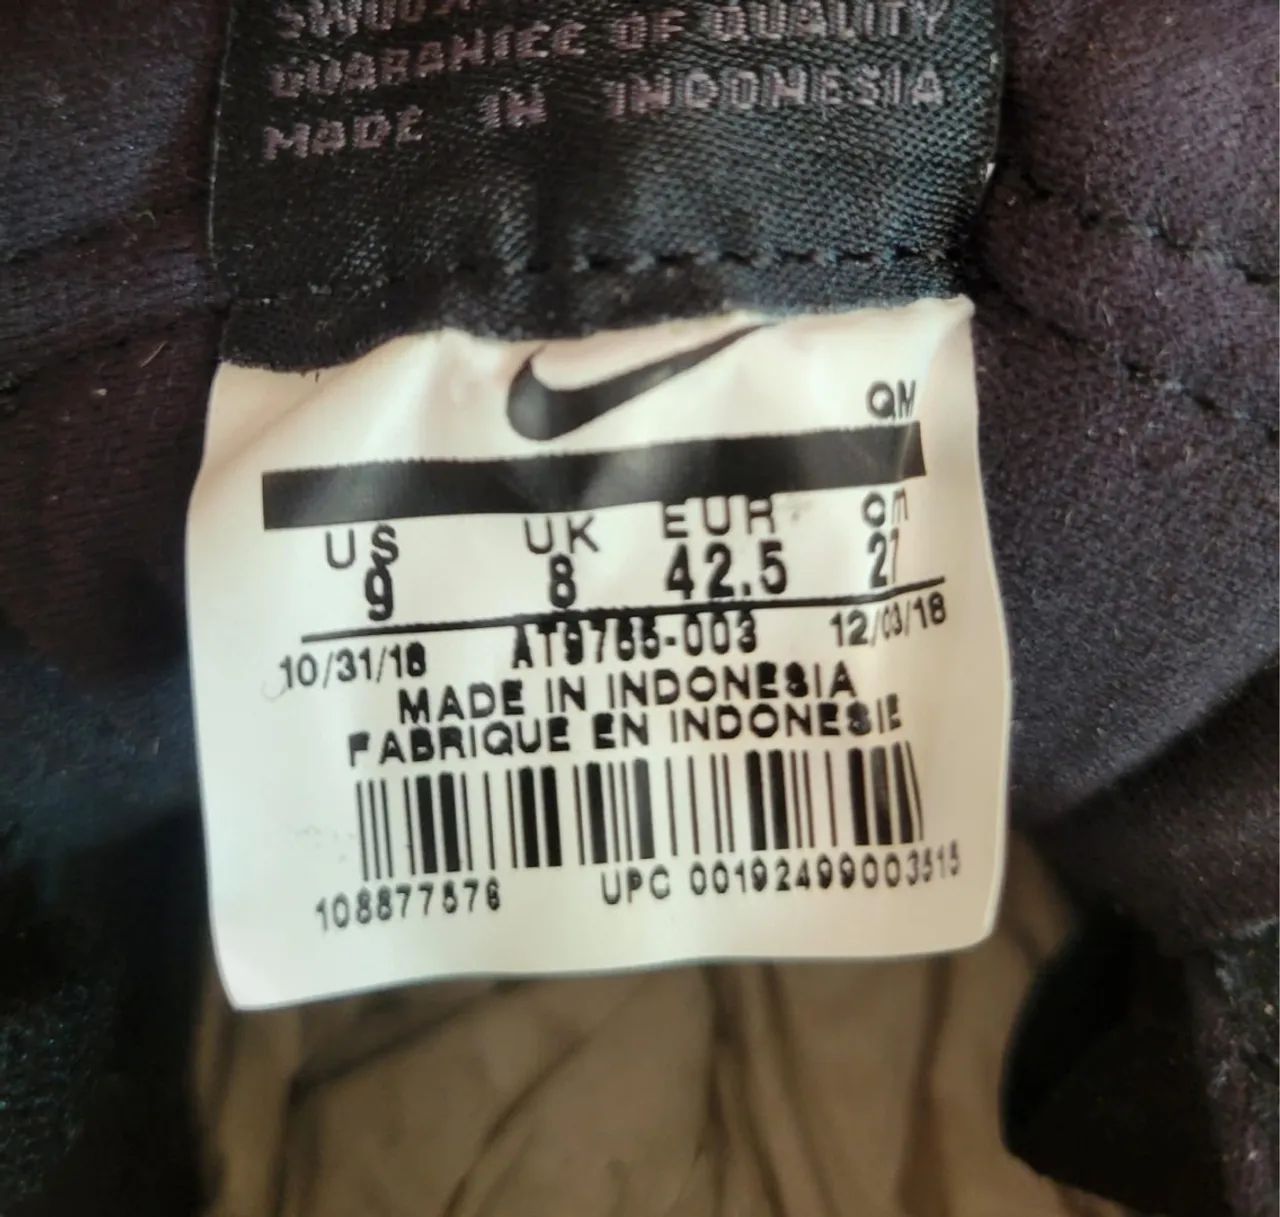 GUARANTEE OF QUALITY
MADE IN INDONESIA
QM
US UK EUR cm
9 8 42.5 27
10/31/18 AT9765-003 12/03/18
MADE IN INDONESIA
FABRIQUE EN INDONESIE
108877576 UPC 00192499003515